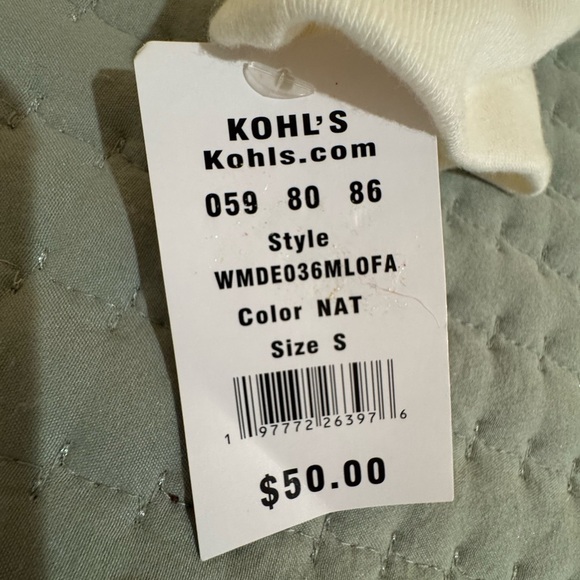 KOHL'S
Kohls.com
059 80 86
Style
WMDE036MLOFA
Color NAT
Size S
1 97772 26397 6
$50.00